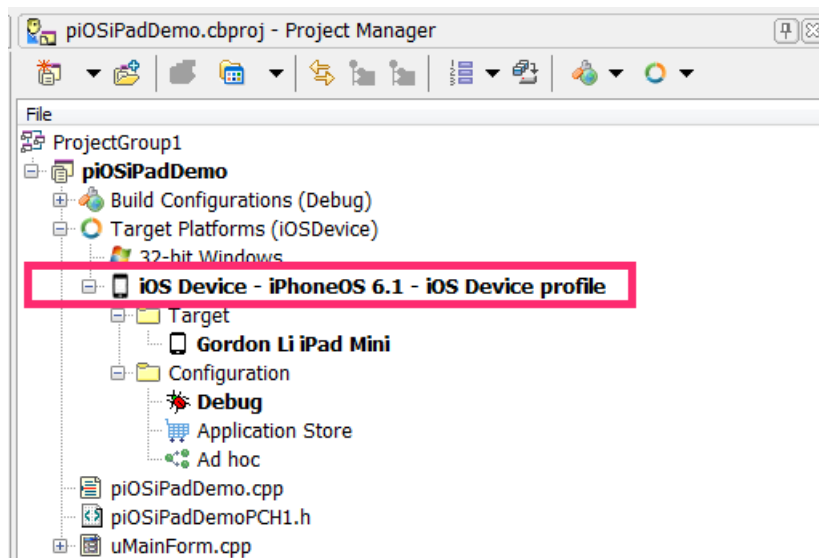 piOSiPadDemo.cbproj - Project Manager
File
ProjectGroup1
piOSiPadDemo
Build Configurations (Debug)
Target Platforms (iOSDevice)
32-bit Windows
iOS Device - iPhoneOS 6.1 - iOS Device profile
Target
Gordon Li iPad Mini
Configuration
Debug
Application Store
Ad hoc
piOSiPadDemo.cpp
piOSiPadDemoPCH1.h
uMainForm.cpp